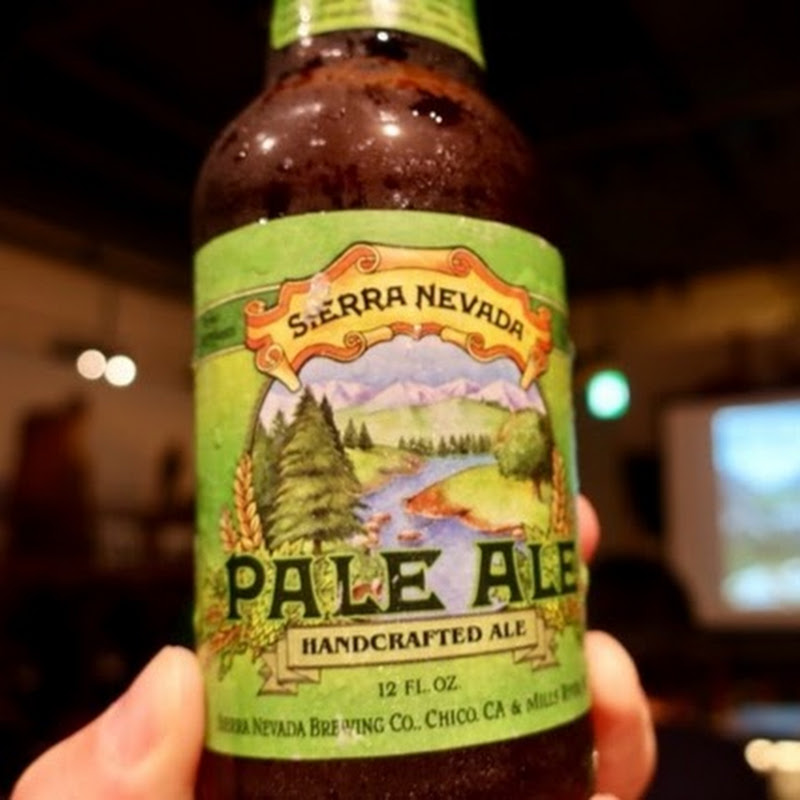 SIERRA NEVADA
PALE ALE
HANDCRAFTED ALE
12 FL. OZ.
SIERRA NEVADA BREWING CO., CHICO, CA & MILLS RIVER